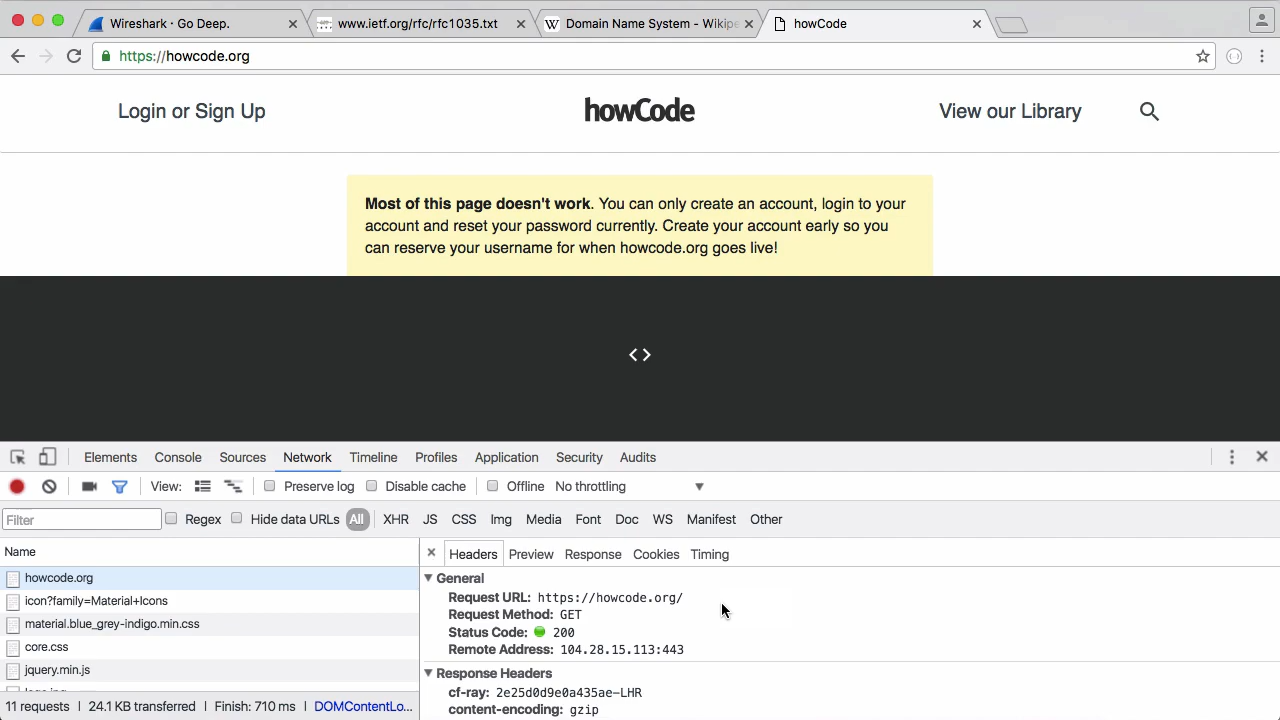 Wireshark · Go Deep.
www.ietf.org/rfc/rfc1035.txt
Domain Name System - Wikipe
howCode
https://howcode.org
Login or Sign Up
howCode
View our Library
Most of this page doesn't work. You can only create an account, login to your
account and reset your password currently. Create your account early so you
can reserve your username for when howcode.org goes live!
Elements Console Sources Network Timeline Profiles Application Security Audits
View: Preserve log Disable cache Offline No throttling
Filter Regex Hide data URLs All XHR JS CSS Img Media Font Doc WS Manifest Other
Name
howcode.org
icon?family=Material+Icons
material.blue_grey-indigo.min.css
core.css
jquery.min.js
11 requests | 24.1 KB transferred | Finish: 710 ms | DOMContentLo...
Headers Preview Response Cookies Timing
General
Request URL: https://howcode.org/
Request Method: GET
Status Code: 200
Remote Address: 104.28.15.113:443
Response Headers
cf-ray: 2e25d0d9e0a435ae-LHR
content-encoding: gzip